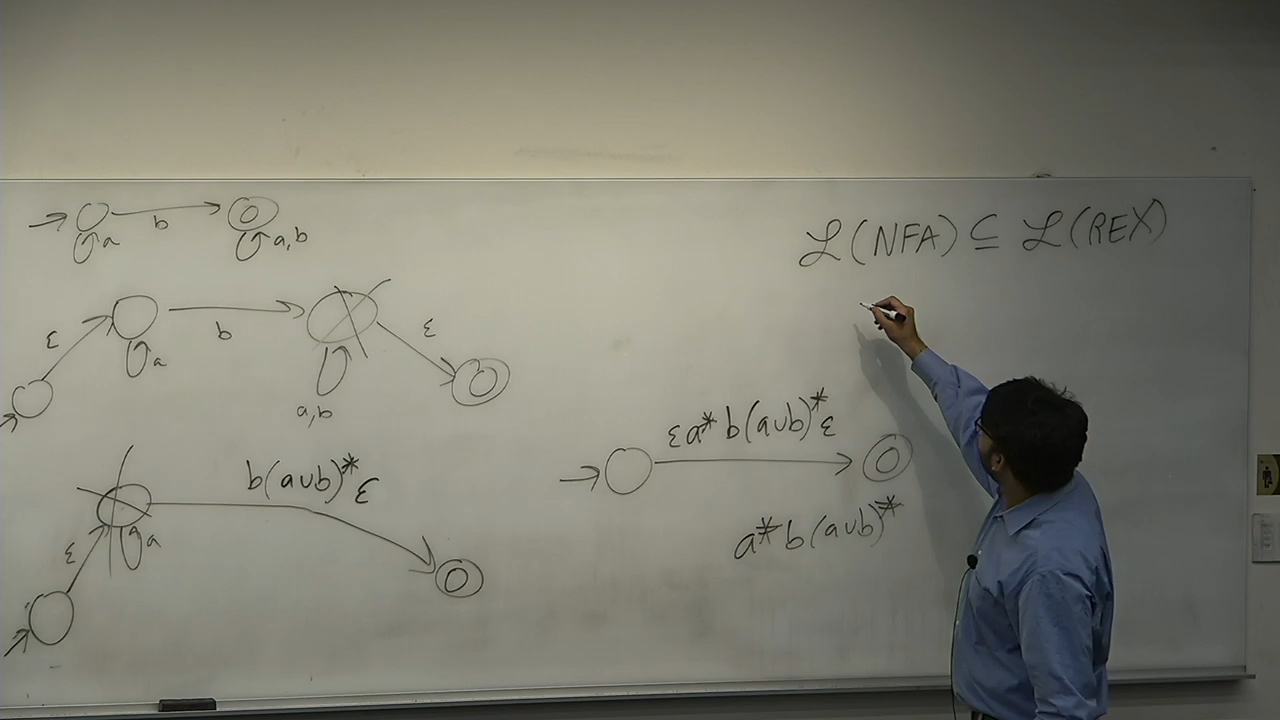 b
a
a,b
ℒ(NFA) ⊆ ℒ(REX)
ε
b
ε
a
a,b
εa*b(a∪b)*ε
b(a∪b)*ε
ε
a
a*b(a∪b)*